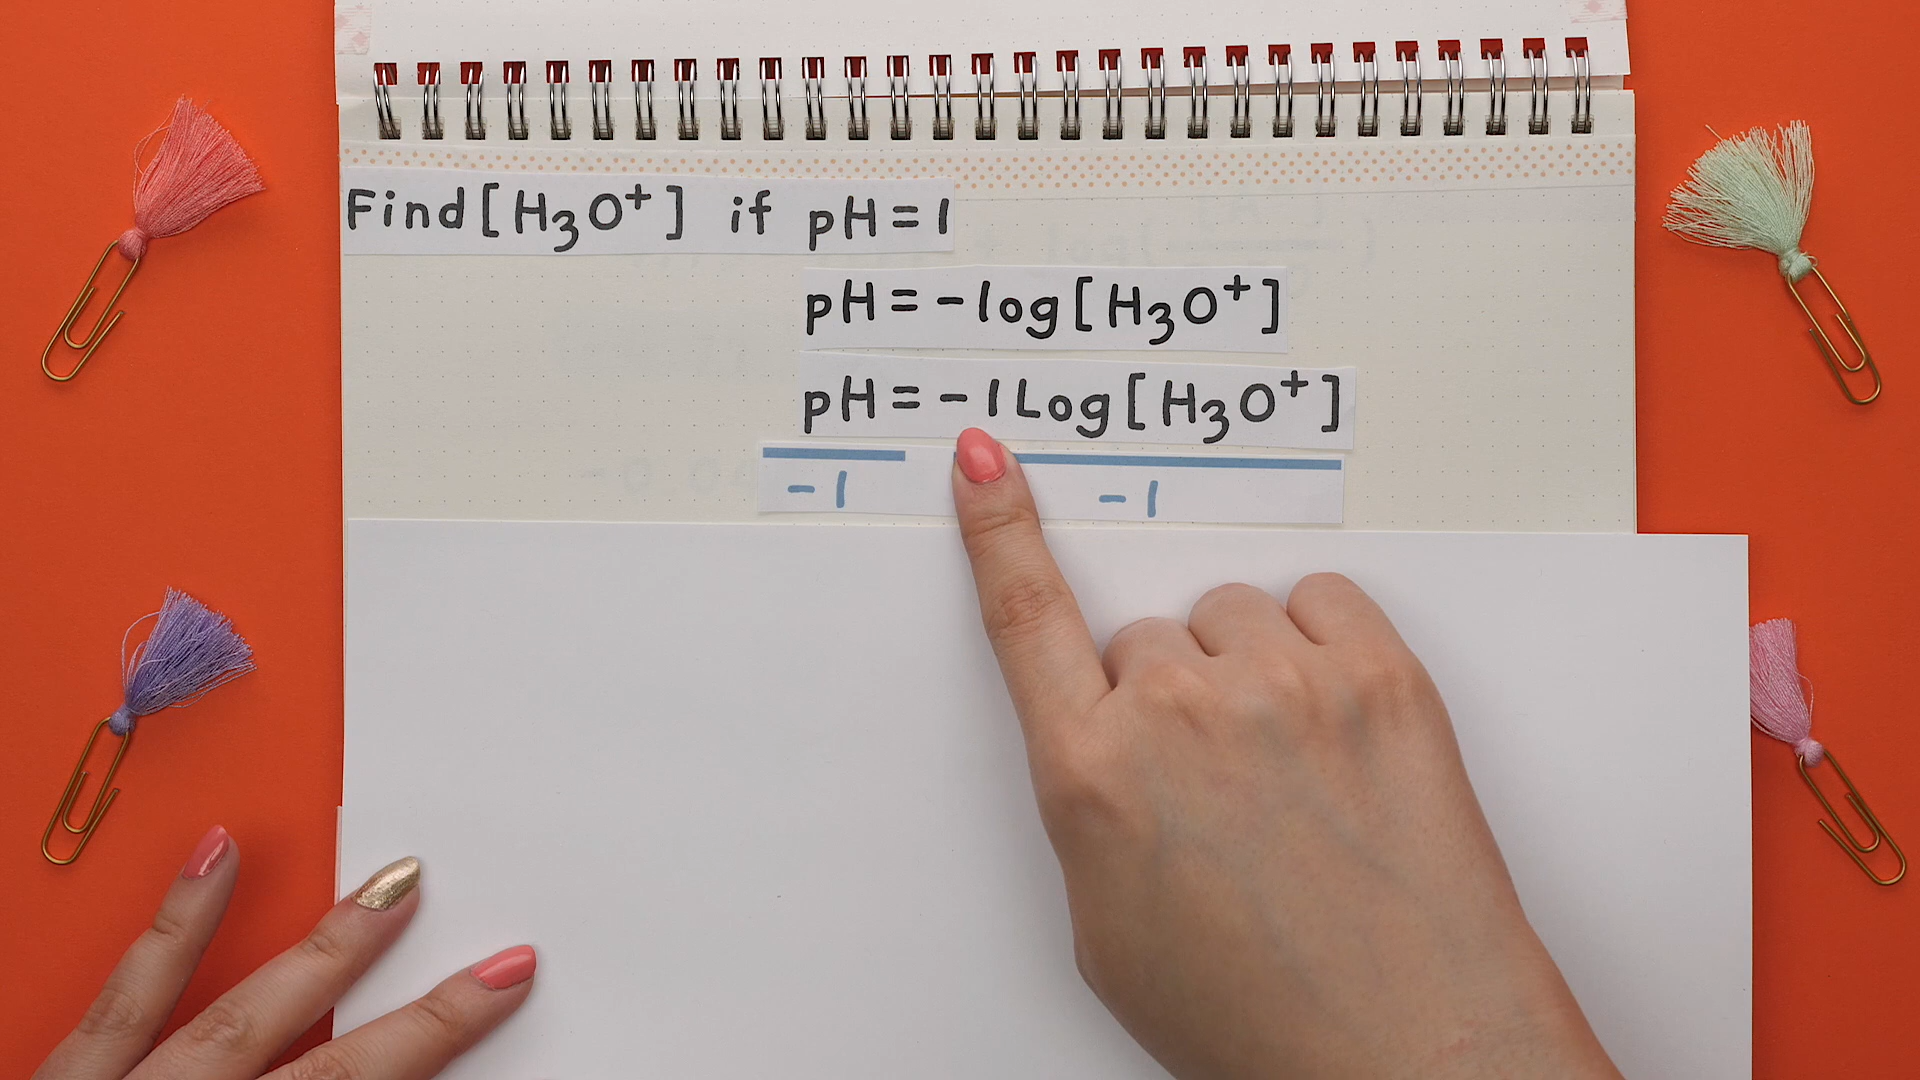 Find [H₃O⁺] if pH = 1
pH = -log[H₃O⁺]
pH = -1Log[H₃O⁺]
-1 -1